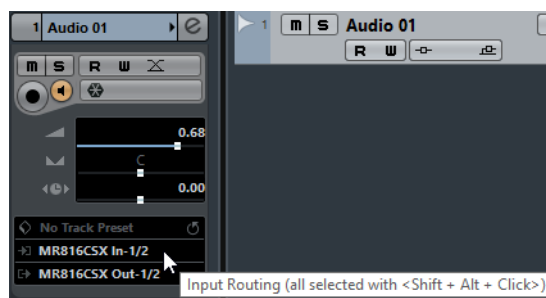 1 Audio 01
m S R W
0.68
C
0.00
No Track Preset
MR816CSX In-1/2
MR816CSX Out-1/2
1 m S Audio 01
R W
Input Routing (all selected with <Shift + Alt + Click>)